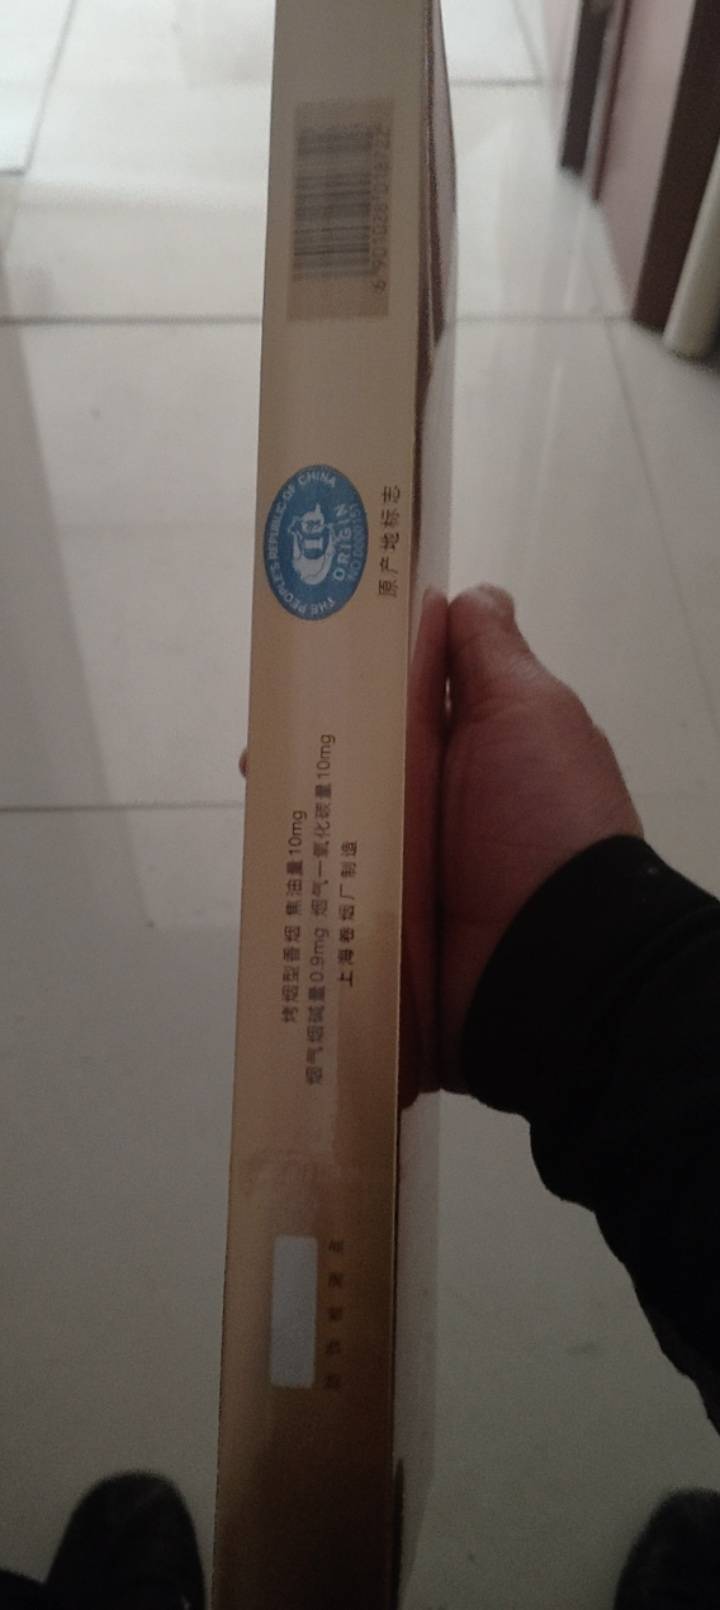 THE PEOPLE'S REPUBLIC OF CHINA
ORIGIN
原产地标志
烤烟型香烟 焦油量10mg
烟气烟碱量0.9mg 烟气一氧化碳量10mg
上海卷烟厂制造